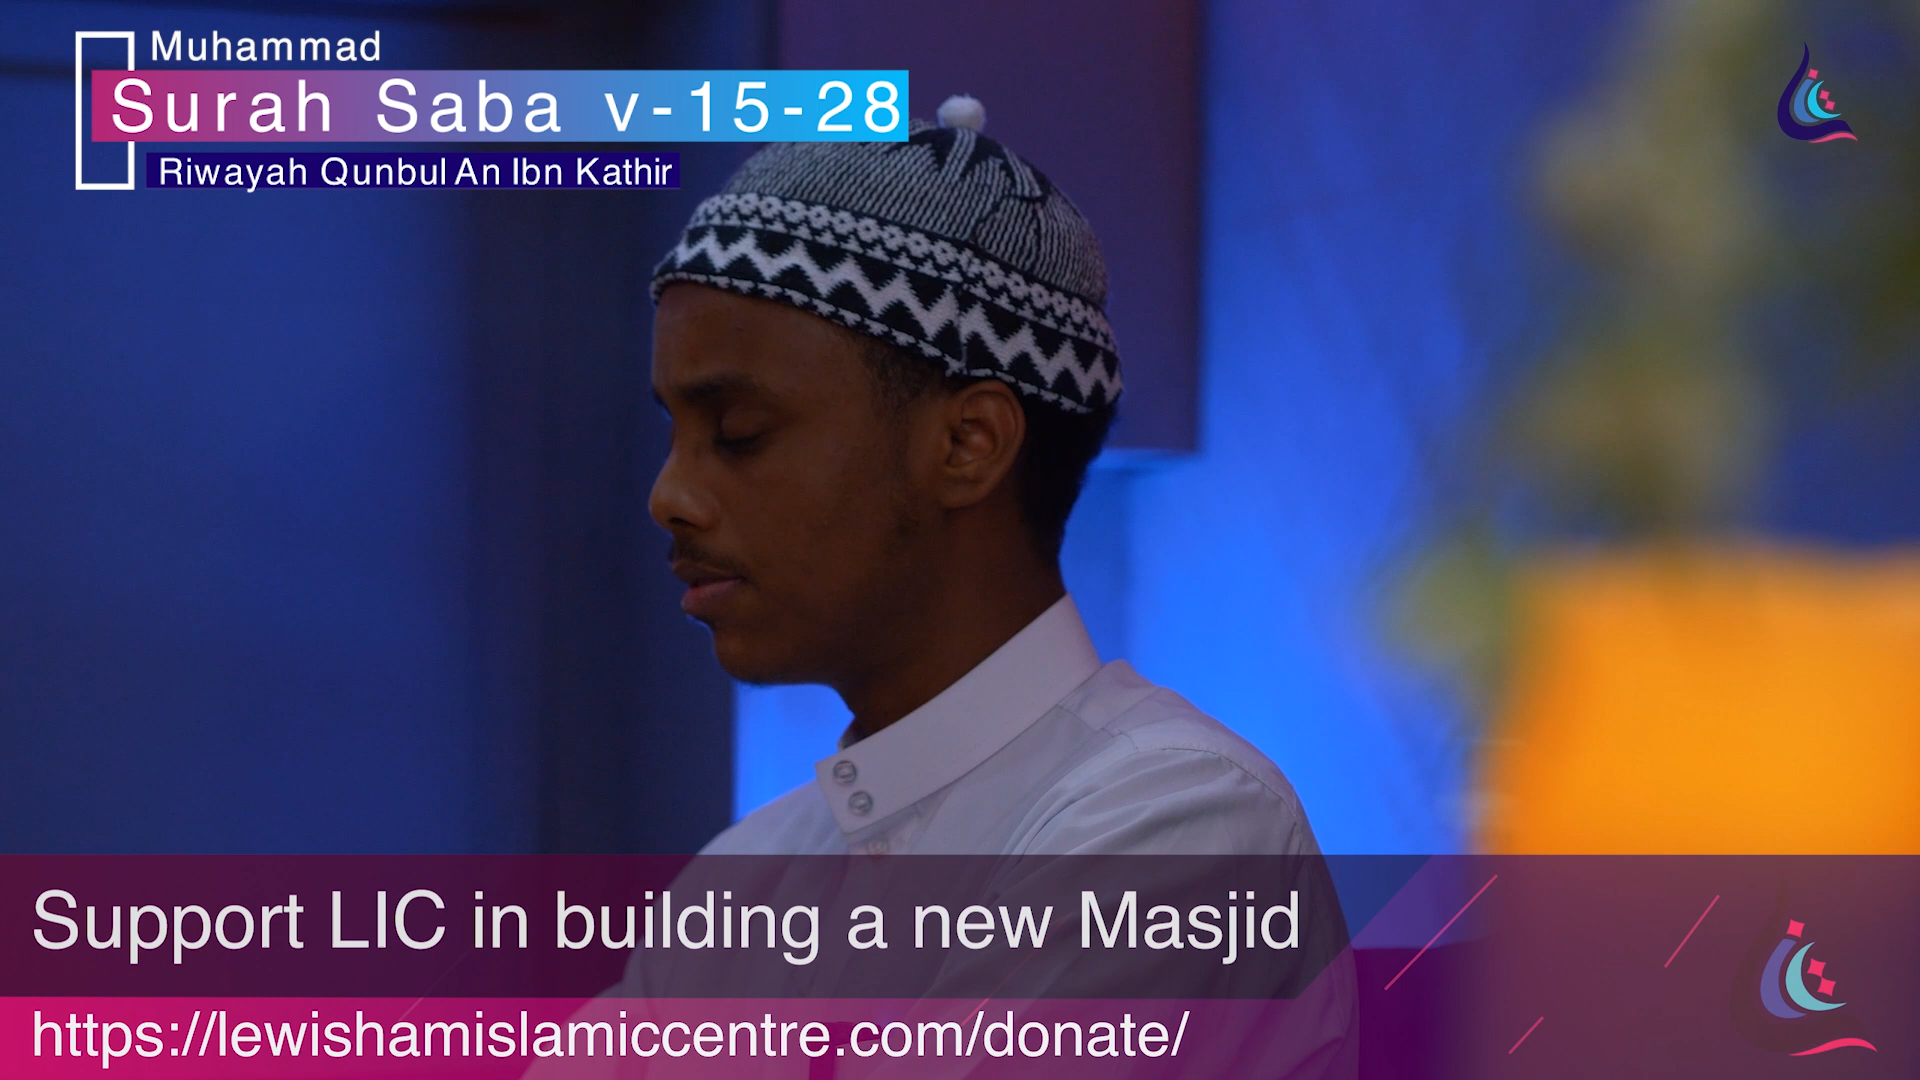 Muhammad
Surah Saba v-15-28
Riwayah Qunbul An Ibn Kathir
Support LIC in building a new Masjid
https://lewishamislamiccentre.com/donate/